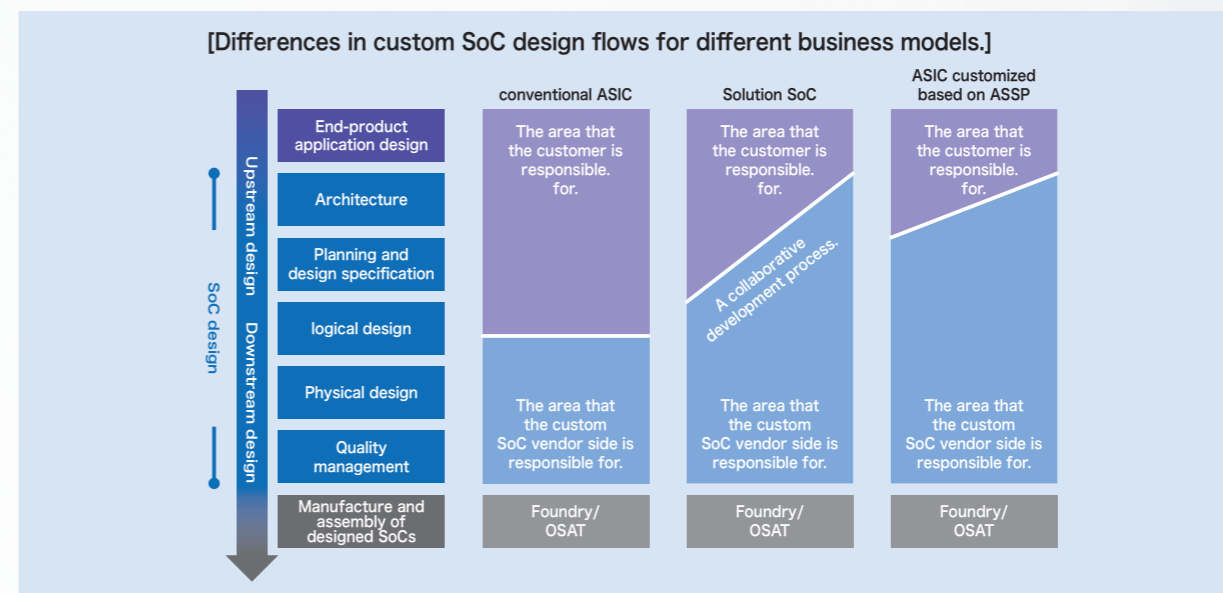 [Differences in custom SoC design flows for different business models.]
SoC design
Upstream design
Downstream design
End-product
application design
Architecture
Planning and
design specification
logical design
Physical design
Quality
management
Manufacture and
assembly of
designed SoCs
conventional ASIC
The area that
the customer is
responsible.
for.
The area that
the custom
SoC vendor side is
responsible for.
Foundry/
OSAT
Solution SoC
The area that
the customer is
responsible.
for.
A collaborative
development process.
The area that
the custom
SoC vendor side is
responsible for.
Foundry/
OSAT
ASIC customized
based on ASSP
The area that
the customer is
responsible.
for.
The area that
the custom
SoC vendor side is
responsible for.
Foundry/
OSAT